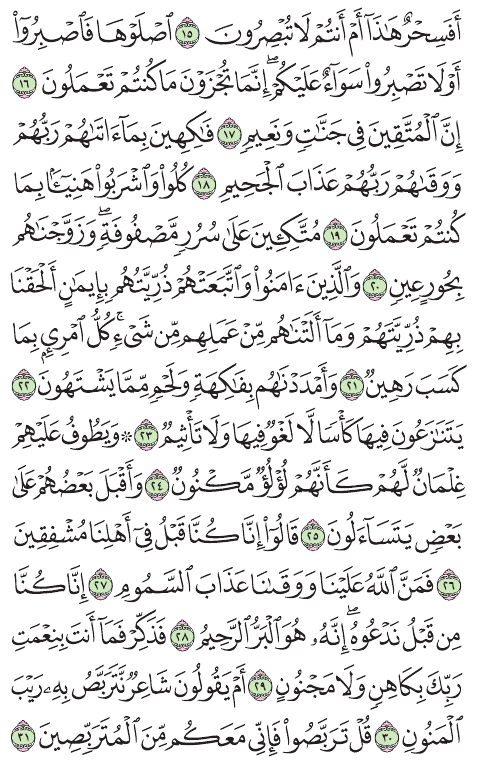 أَفَسِحْرٌ هَٰذَآ أَمْ أَنتُمْ لَا تُبْصِرُونَ ١٥ ٱصْلَوْهَا فَٱصْبِرُوٓا۟
أَوْ لَا تَصْبِرُوا۟ سَوَآءٌ عَلَيْكُمْ ۖ إِنَّمَا تُجْزَوْنَ مَا كُنتُمْ تَعْمَلُونَ ١٦
إِنَّ ٱلْمُتَّقِينَ فِى جَنَّٰتٍ وَنَعِيمٍ ١٧ فَٰكِهِينَ بِمَآ ءَاتَىٰهُمْ رَبُّهُمْ
وَوَقَىٰهُمْ رَبُّهُمْ عَذَابَ ٱلْجَحِيمِ ١٨ كُلُوا۟ وَٱشْرَبُوا۟ هَنِيٓـًٔۢا بِمَا
كُنتُمْ تَعْمَلُونَ ١٩ مُتَّكِـِٔينَ عَلَىٰ سُرُرٍ مَّصْفُوفَةٍ ۖ وَزَوَّجْنَٰهُم
بِحُورٍ عِينٍ ٢٠ وَٱلَّذِينَ ءَامَنُوا۟ وَٱتَّبَعَتْهُمْ ذُرِّيَّتُهُم بِإِيمَٰنٍ أَلْحَقْنَا
بِهِمْ ذُرِّيَّتَهُمْ وَمَآ أَلَتْنَٰهُم مِّنْ عَمَلِهِم مِّن شَىْءٍ ۚ كُلُّ ٱمْرِئٍۭ بِمَا
كَسَبَ رَهِينٌ ٢١ وَأَمْدَدْنَٰهُم بِفَٰكِهَةٍ وَلَحْمٍ مِّمَّا يَشْتَهُونَ ٢٢
يَتَنَٰزَعُونَ فِيهَا كَأْسًا لَّا لَغْوٌ فِيهَا وَلَا تَأْثِيمٌ ٢٣ ۞ وَيَطُوفُ عَلَيْهِمْ
غِلْمَانٌ لَّهُمْ كَأَنَّهُمْ لُؤْلُؤٌ مَّكْنُونٌ ٢٤ وَأَقْبَلَ بَعْضُهُمْ عَلَىٰ
بَعْضٍ يَتَسَآءَلُونَ ٢٥ قَالُوٓا۟ إِنَّا كُنَّا قَبْلُ فِىٓ أَهْلِنَا مُشْفِقِينَ
٢٦ فَمَنَّ ٱللَّهُ عَلَيْنَا وَوَقَىٰنَا عَذَابَ ٱلسَّمُومِ ٢٧ إِنَّا كُنَّا
مِن قَبْلُ نَدْعُوهُ ۖ إِنَّهُۥ هُوَ ٱلْبَرُّ ٱلرَّحِيمُ ٢٨ فَذَكِّرْ فَمَآ أَنتَ بِنِعْمَتِ
رَبِّكَ بِكَاهِنٍ وَلَا مَجْنُونٍ ٢٩ أَمْ يَقُولُونَ شَاعِرٌ نَّتَرَبَّصُ بِهِۦ رَيْبَ
ٱلْمَنُونِ ٣٠ قُلْ تَرَبَّصُوا۟ فَإِنِّى مَعَكُم مِّنَ ٱلْمُتَرَبِّصِينَ ٣١